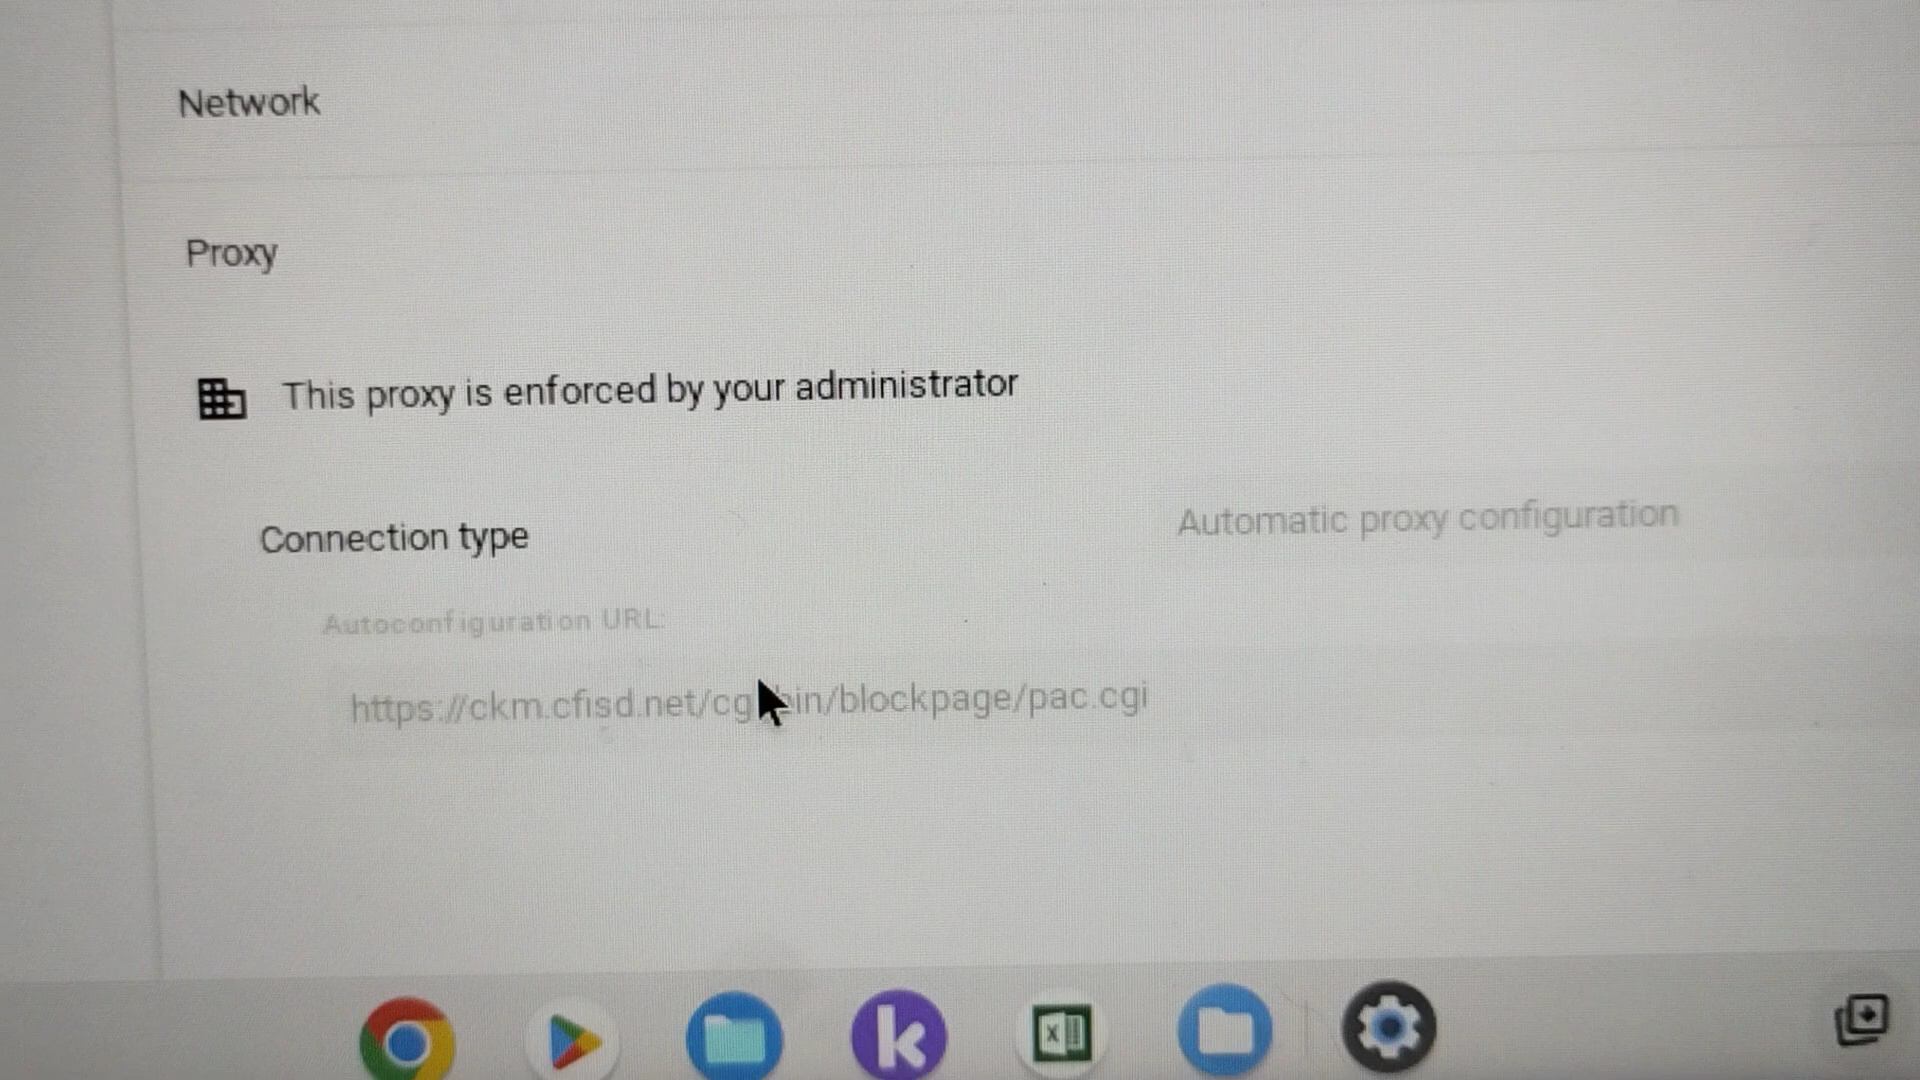 Network
Proxy
This proxy is enforced by your administrator
Connection type
Automatic proxy configuration
Autoconfiguration URL:
https://ckm.cfisd.net/cg bin/blockpage/pac.cgi
k
X